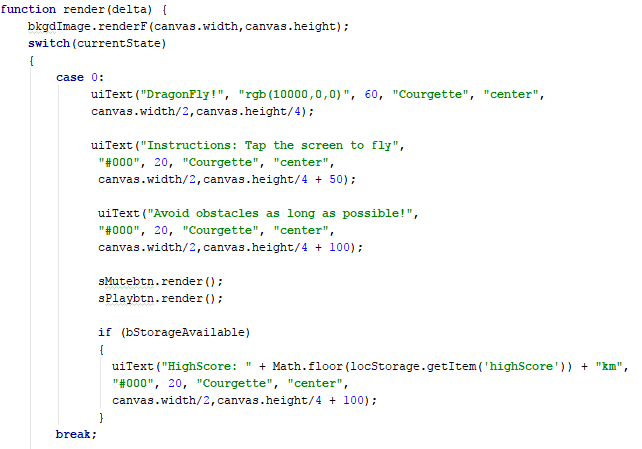 function render(delta) {
bkgdImage.renderF(canvas.width,canvas.height);
switch(currentState)
{
case 0:
uiText("DragonFly!", "rgb(10000,0,0)", 60, "Courgette", "center",
canvas.width/2,canvas.height/4);
uiText("Instructions: Tap the screen to fly",
"#000", 20, "Courgette", "center",
canvas.width/2,canvas.height/4 + 50);
uiText("Avoid obstacles as long as possible!",
"#000", 20, "Courgette", "center",
canvas.width/2,canvas.height/4 + 100);
sMutebtn.render();
sPlaybtn.render();
if (bStorageAvailable)
{
uiText("HighScore: " + Math.floor(locStorage.getItem('highScore')) + "km",
"#000", 20, "Courgette", "center",
canvas.width/2,canvas.height/4 + 100);
}
break;